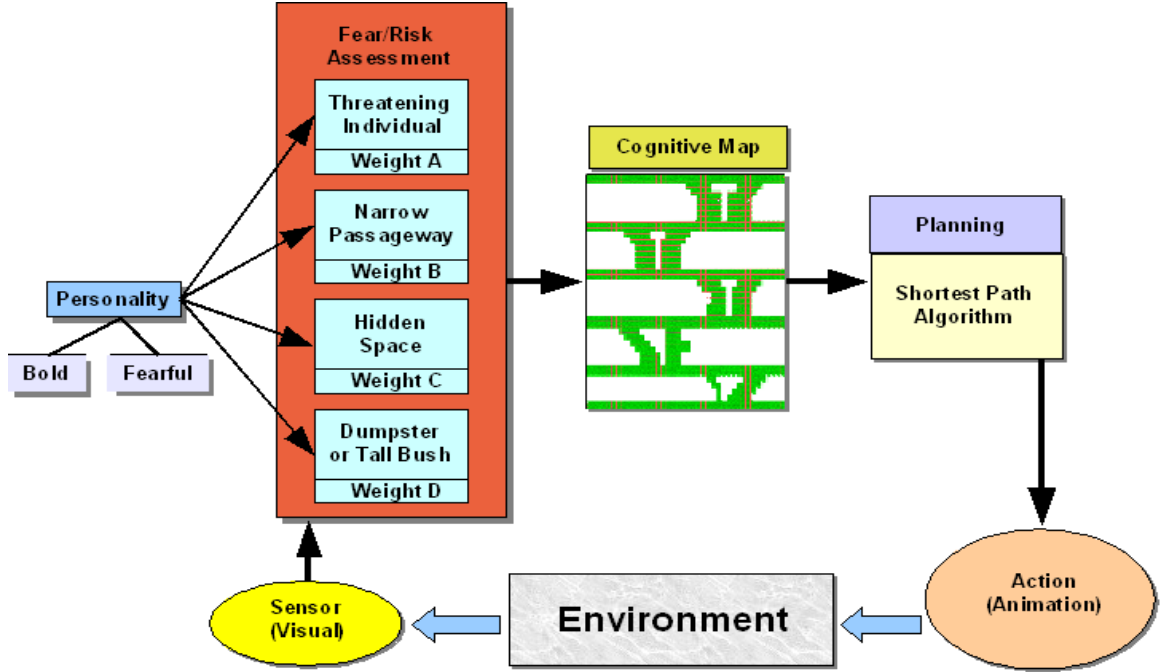 Fear/Risk
Assessment
Threatening
Individual
Weight A
Narrow
Passageway
Weight B
Hidden
Space
Weight C
Dumpster
or Tall Bush
Weight D
Personality
Bold
Fearful
Cognitive Map
Planning
Shortest Path
Algorithm
Action
(Animation)
Environment
Sensor
(Visual)